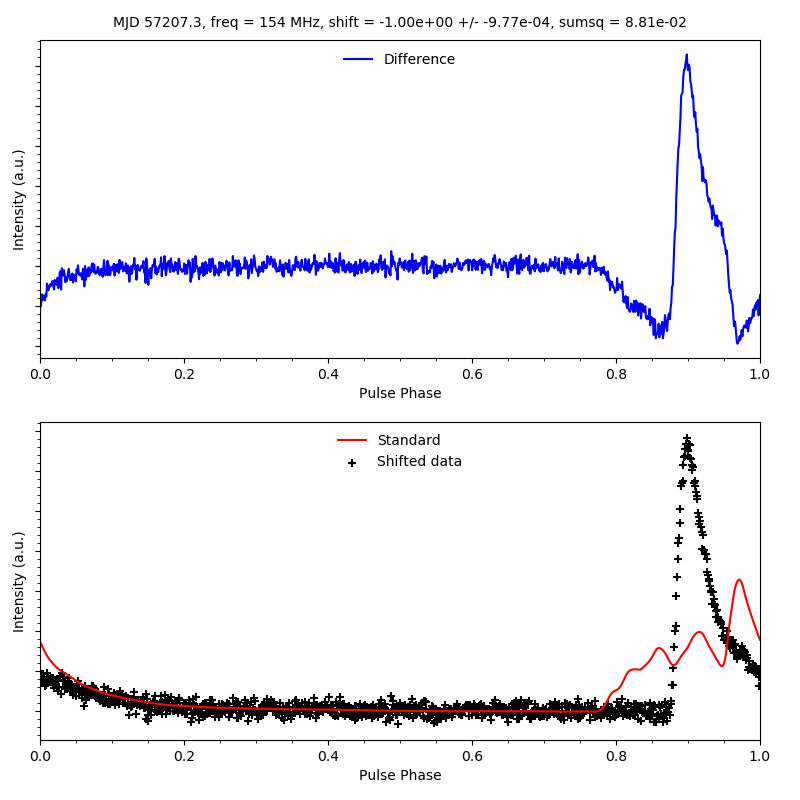 MJD 57207.3, freq = 154 MHz, shift = -1.00e+00 +/- -9.77e-04, sumsq = 8.81e-02
Difference
Intensity (a.u.)
0.0 0.2 0.4 0.6 0.8 1.0
Pulse Phase
Standard
Shifted data
Intensity (a.u.)
0.0 0.2 0.4 0.6 0.8 1.0
Pulse Phase